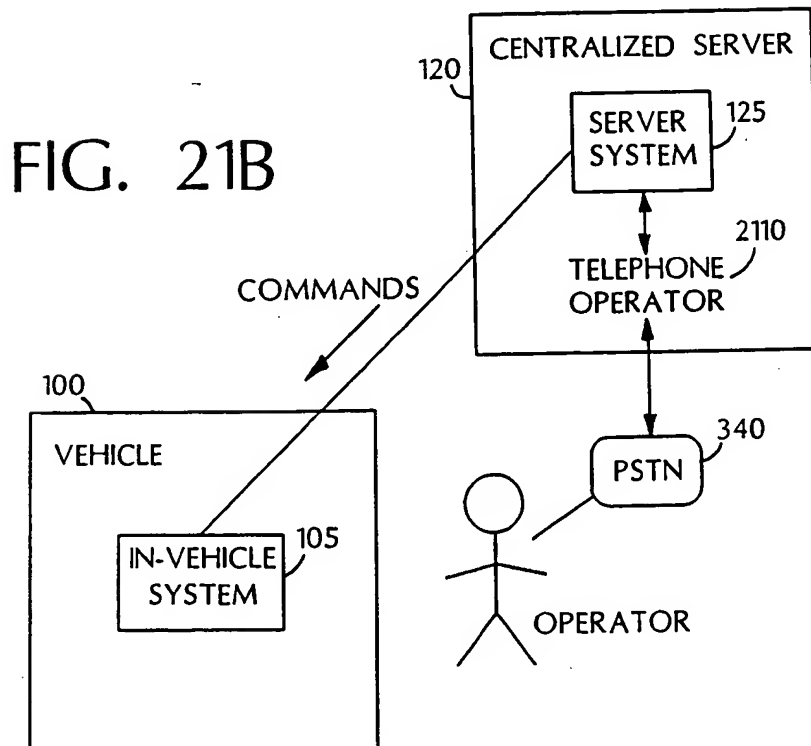 FIG. 21B
CENTRALIZED SERVER
120
SERVER
SYSTEM
125
TELEPHONE
OPERATOR
2110
COMMANDS
100
VEHICLE
IN-VEHICLE
SYSTEM
105
PSTN
340
OPERATOR